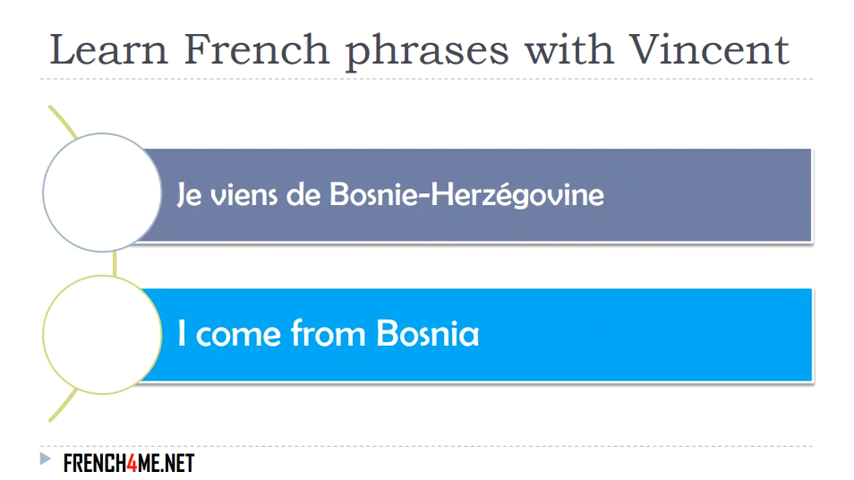 Learn French phrases with Vincent
Je viens de Bosnie-Herzégovine
I come from Bosnia
FRENCH4ME.NET